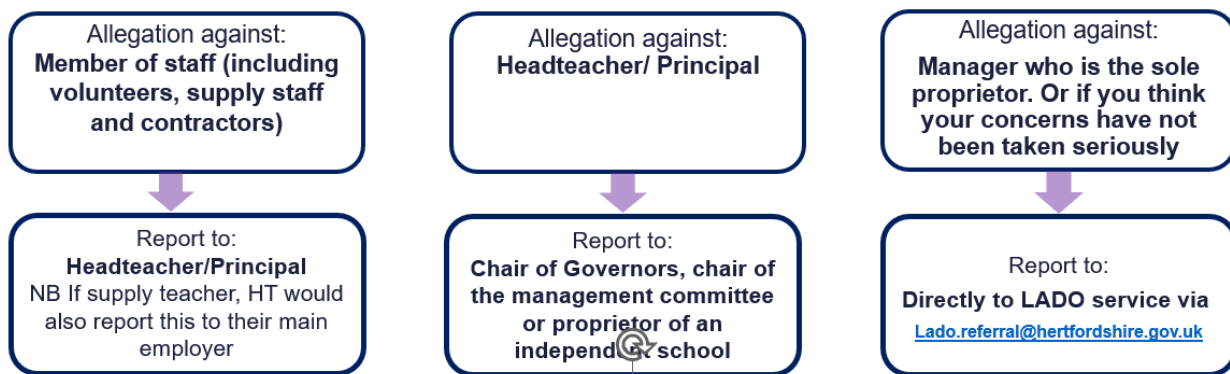 Allegation against:
Member of staff (including
volunteers, supply staff
and contractors)
Report to:
Headteacher/Principal
NB If supply teacher, HT would
also report this to their main
employer
Allegation against:
Headteacher/ Principal
Report to:
Chair of Governors, chair of
the management committee
or proprietor of an
independent school
Allegation against:
Manager who is the sole
proprietor. Or if you think
your concerns have not
been taken seriously
Report to:
Directly to LADO service via
Lado.referral@hertfordshire.gov.uk